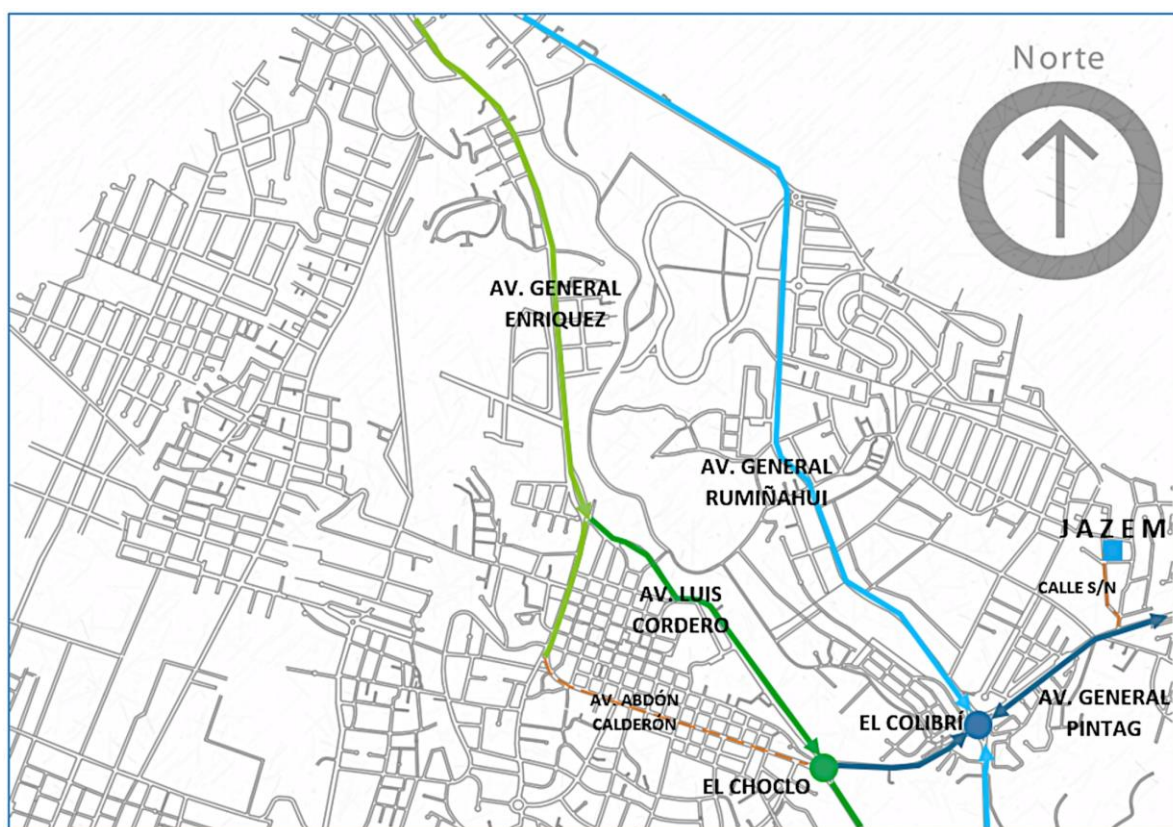 Norte
AV. GENERAL
ENRIQUEZ
AV. GENERAL
RUMIÑAHUI
JAZEM
CALLE S/N
AV. LUIS
CORDERO
AV. ABDÓN
CALDERÓN
EL COLIBRÍ
AV. GENERAL
PINTAG
EL CHOCLO